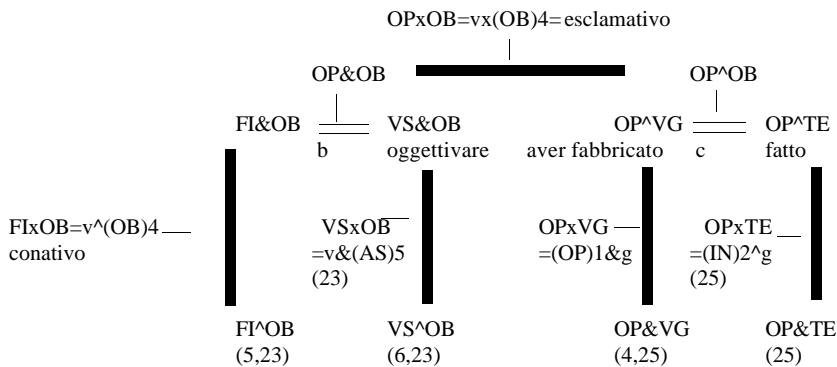 OPxOB=vx(OB)4=esclamativo
OP&OB OP^OB
FI&OB VS&OB OP^VG OP^TE
b oggettivare aver fabbricato c fatto
FIxOB=v^(OB)4 VSxOB OPxVG OPxTE
conativo =v&(AS)5 =(OP)1&g =(IN)2^g
(23) (25)
FI^OB VS^OB OP&VG OP&TE
(5,23) (6,23) (4,25) (25)